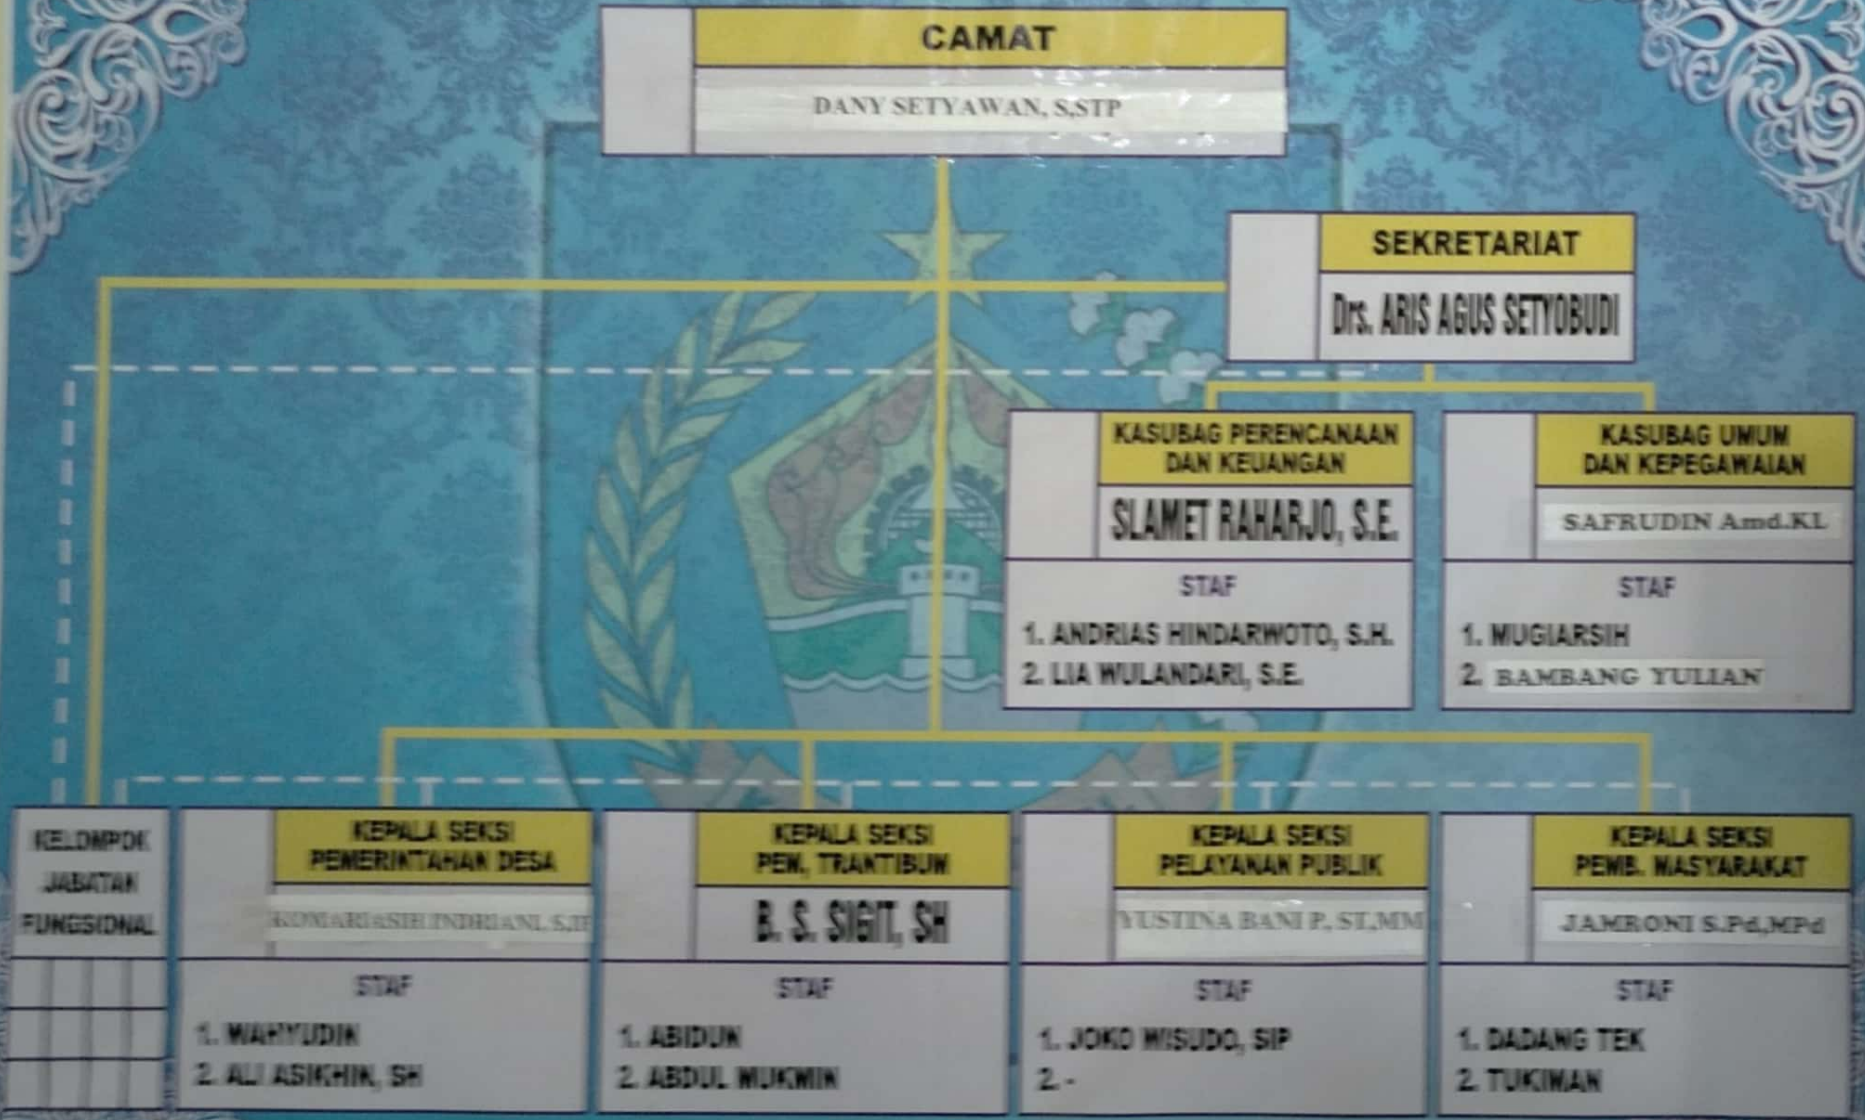 CAMAT
DANY SETYAWAN, S,STP
SEKRETARIAT
Drs. ARIS AGUS SETYOBUDI
KASUBAG PERENCANAAN
DAN KEUANGAN
SLAMET RAHARJO, S.E.
STAF
1. ANDRIAS HINDARWOTO, S.H.
2. LIA WULANDARI, S.E.
KASUBAG UMUM
DAN KEPEGAWAIAN
SAFRUDIN Amd.KL
STAF
1. MUGIARSIH
2. BAMBANG YULIAN
KELOMPOK
JABATAN
FUNGSIONAL
KEPALA SEKSI
PEMERINTAHAN DESA
INDRIANI,
STAF
1. WAHYUDIN
2. ALI ASIKHIN, SH
KEPALA SEKSI
PEM, TRANTIBUM
B. S. SIGIT, SH
STAF
1. ABIDUN
2. ABDUL MUKMIN
KEPALA SEKSI
PELAYANAN PUBLIK
YUSTINA BANI P, ST,MM
STAF
1. JOKO WISUDO, SIP
2. -
KEPALA SEKSI
PEMB. MASYARAKAT
JAMRONI S.Pd,MPd
STAF
1. DADANG TEK
2. TUKIMAN